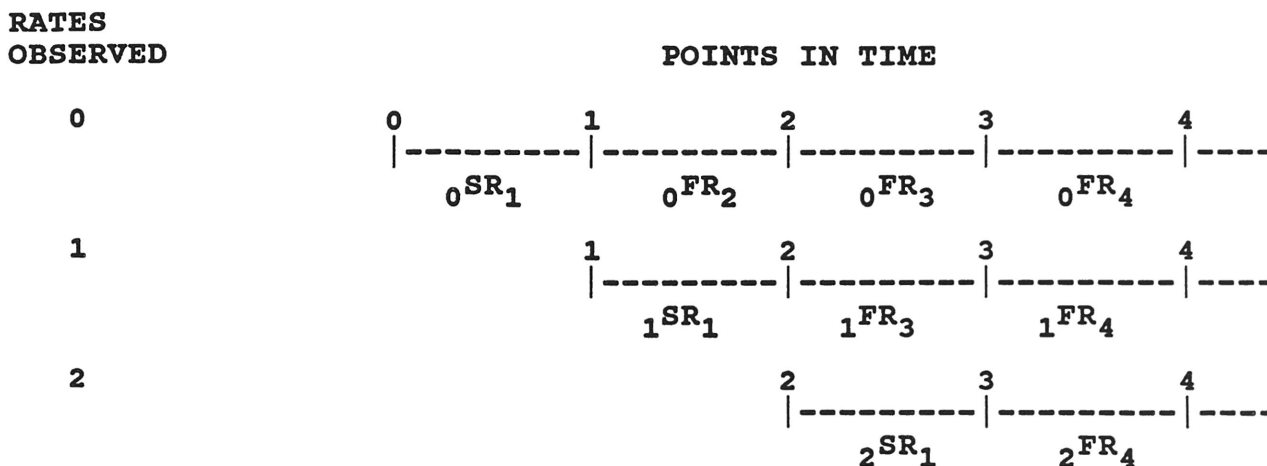 RATES
OBSERVED POINTS IN TIME
0 0 1 2 3 4
0SR1 0FR2 0FR3 0FR4
1 1 2 3 4
1SR1 1FR3 1FR4
2 2 3 4
2SR1 2FR4